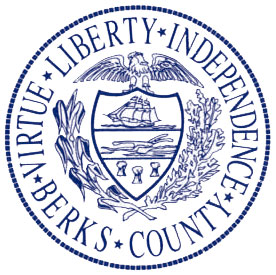 VIRTUE ★ LIBERTY ★ INDEPENDENCE
★ BERKS ★ COUNTY ★